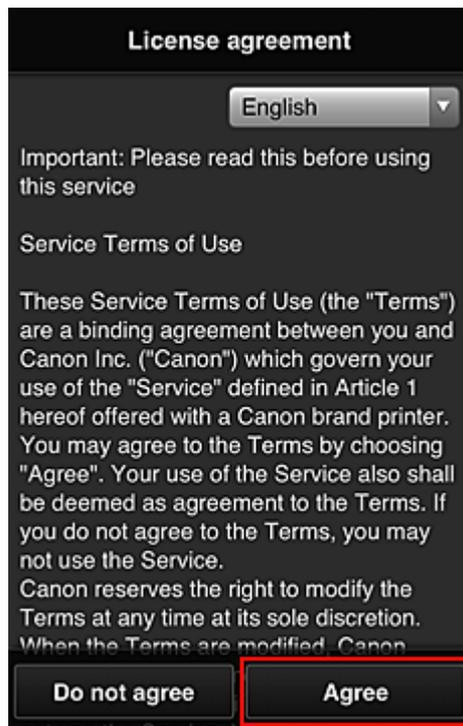 License agreement
English
Important: Please read this before using
this service
Service Terms of Use
These Service Terms of Use (the "Terms")
are a binding agreement between you and
Canon Inc. ("Canon") which govern your
use of the "Service" defined in Article 1
hereof offered with a Canon brand printer.
You may agree to the Terms by choosing
"Agree". Your use of the Service also shall
be deemed as agreement to the Terms. If
you do not agree to the Terms, you may
not use the Service.
Canon reserves the right to modify the
Terms at any time at its sole discretion.
When the Terms are modified, Canon
Do not agree
Agree